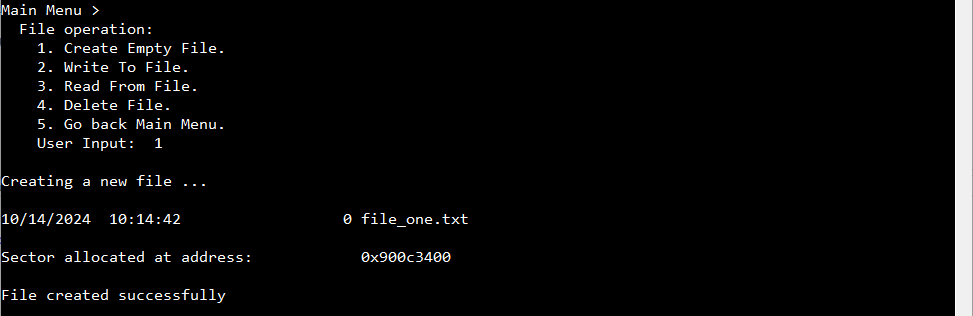 Main Menu >
File operation:
1. Create Empty File.
2. Write To File.
3. Read From File.
4. Delete File.
5. Go back Main Menu.
User Input:  1
Creating a new file ...
10/14/2024  10:14:42                  0 file_one.txt
Sector allocated at address:            0x900c3400
File created successfully